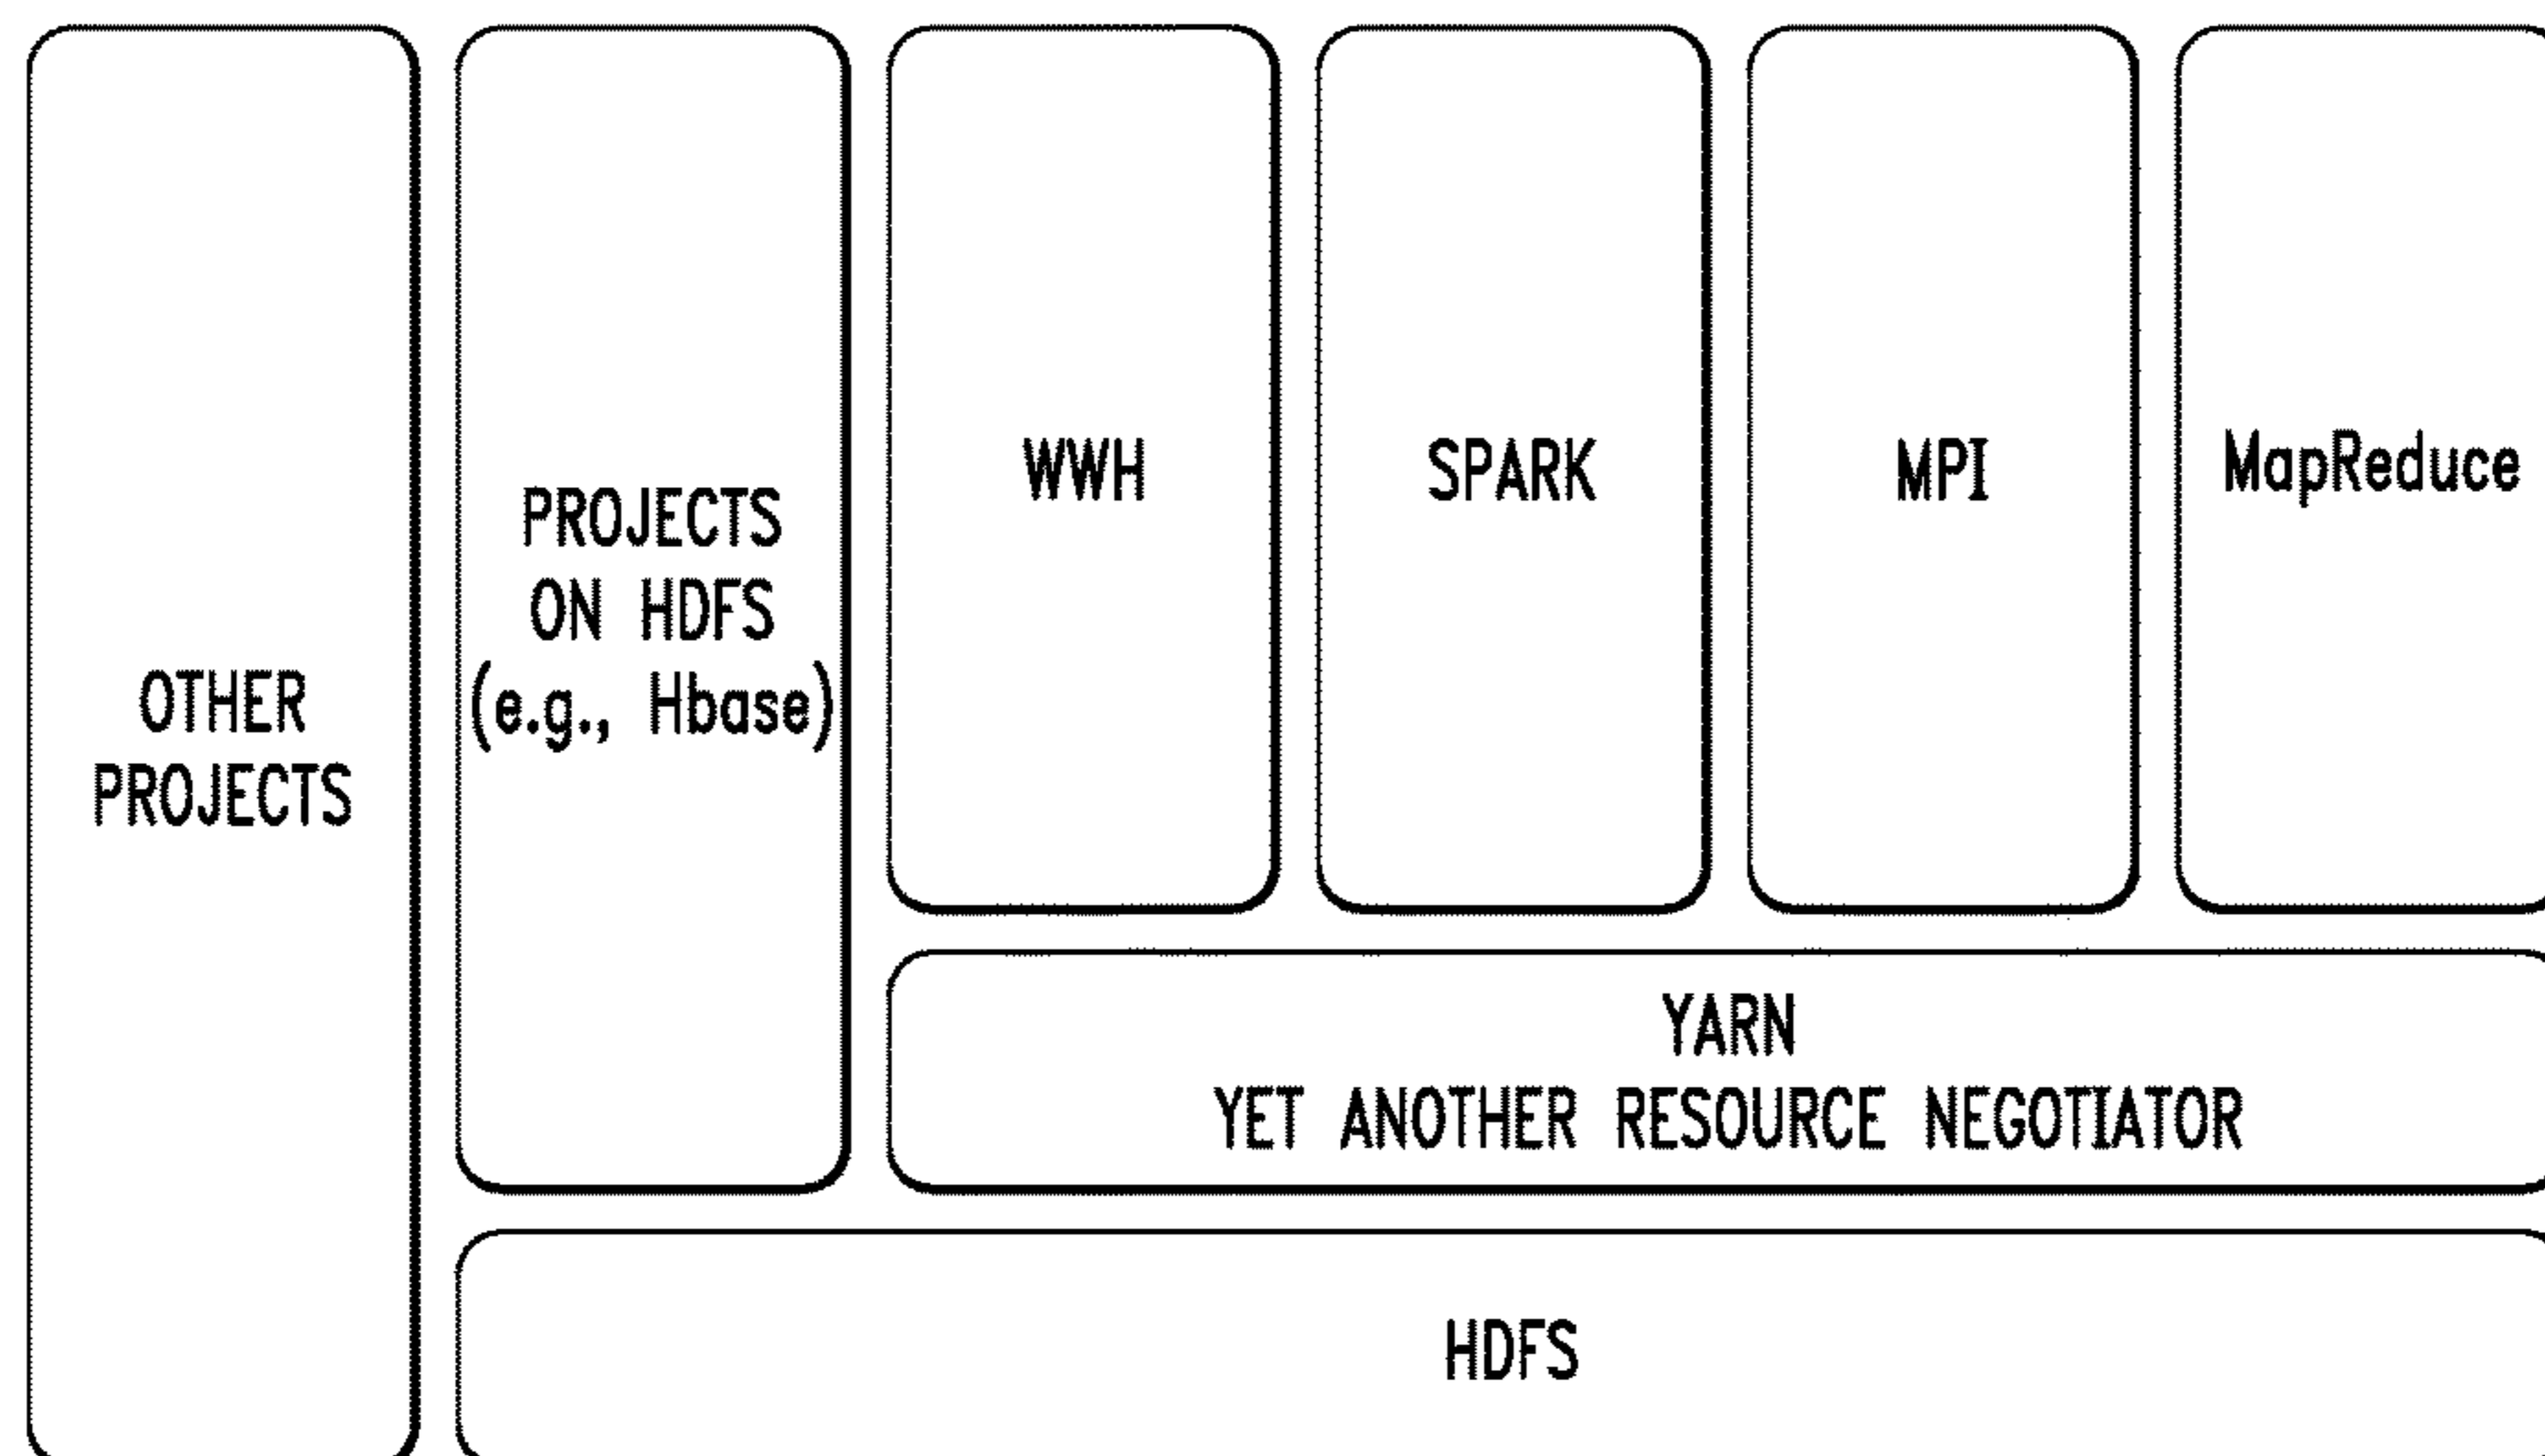 OTHER
PROJECTS
PROJECTS
ON HDFS
(e.g., Hbase)
WWH
SPARK
MPI
MapReduce
YARN
YET ANOTHER RESOURCE NEGOTIATOR
HDFS